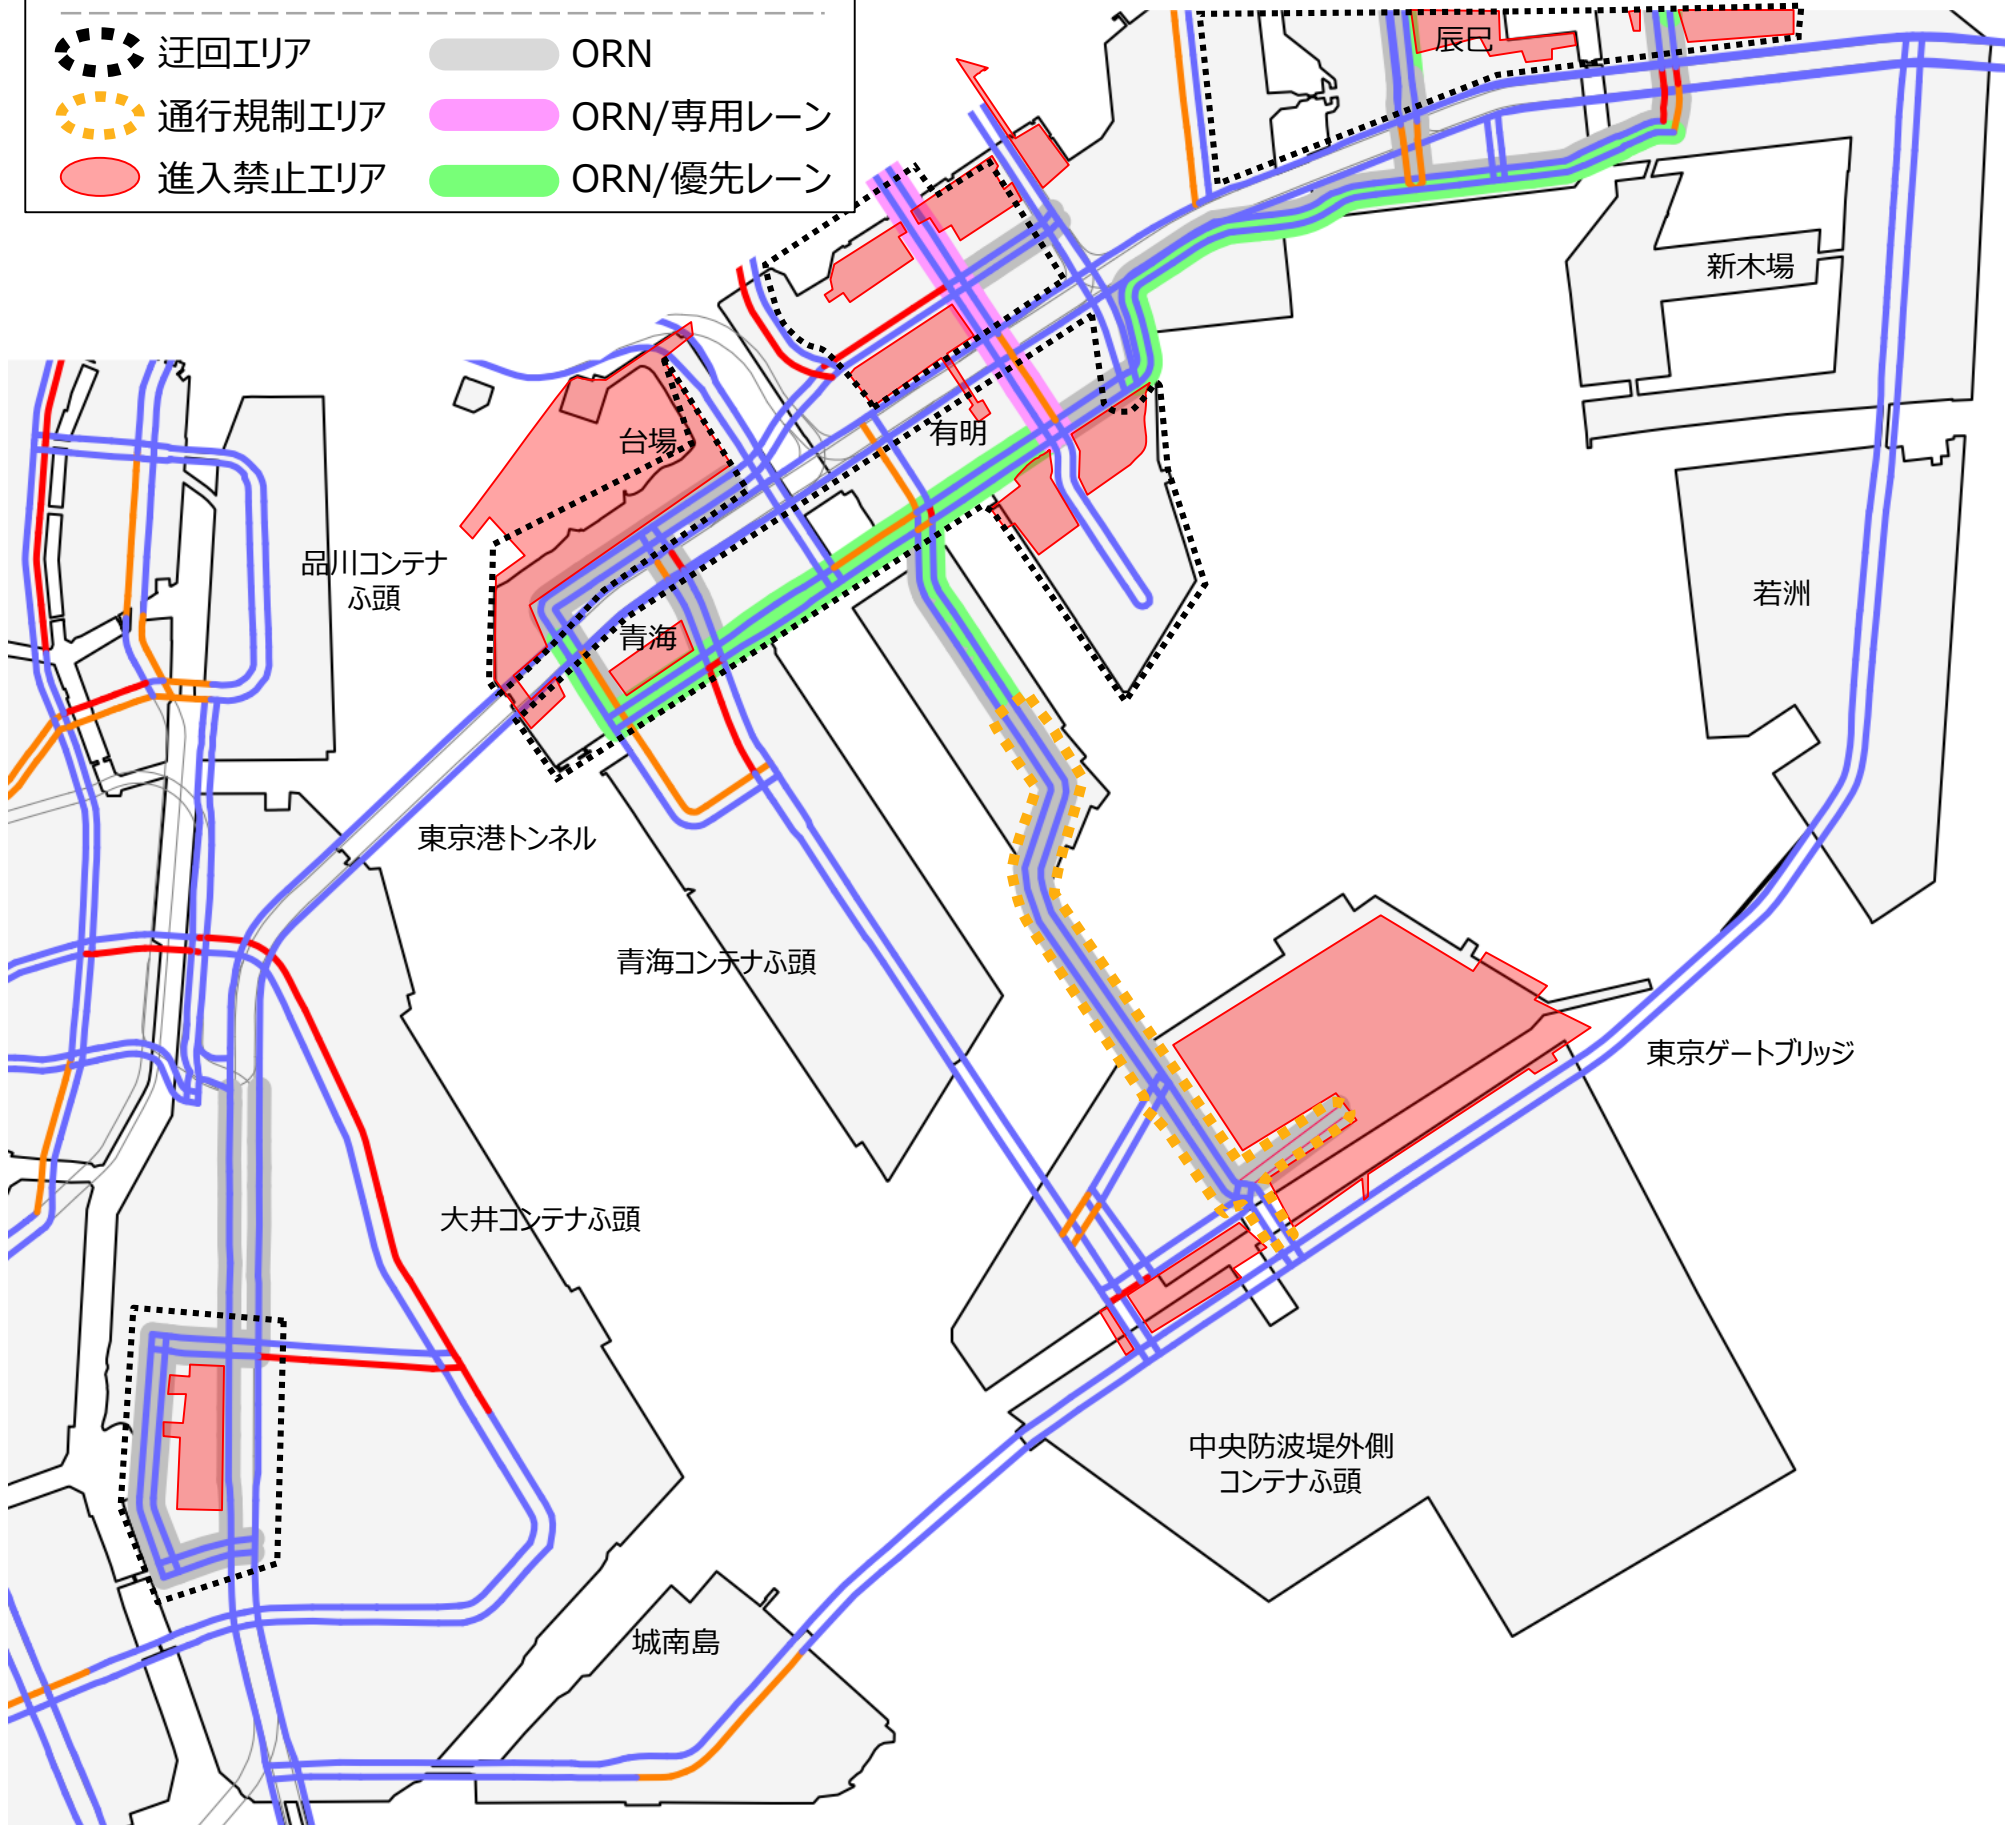 迂回エリア
ORN
通行規制エリア
ORN/専用レーン
進入禁止エリア
ORN/優先レーン
辰巳
新木場
台場
有明
品川コンテナ
ふ頭
青海
若洲
東京港トンネル
青海コンテナふ頭
東京ゲートブリッジ
大井コンテナふ頭
中央防波堤外側
コンテナふ頭
城南島